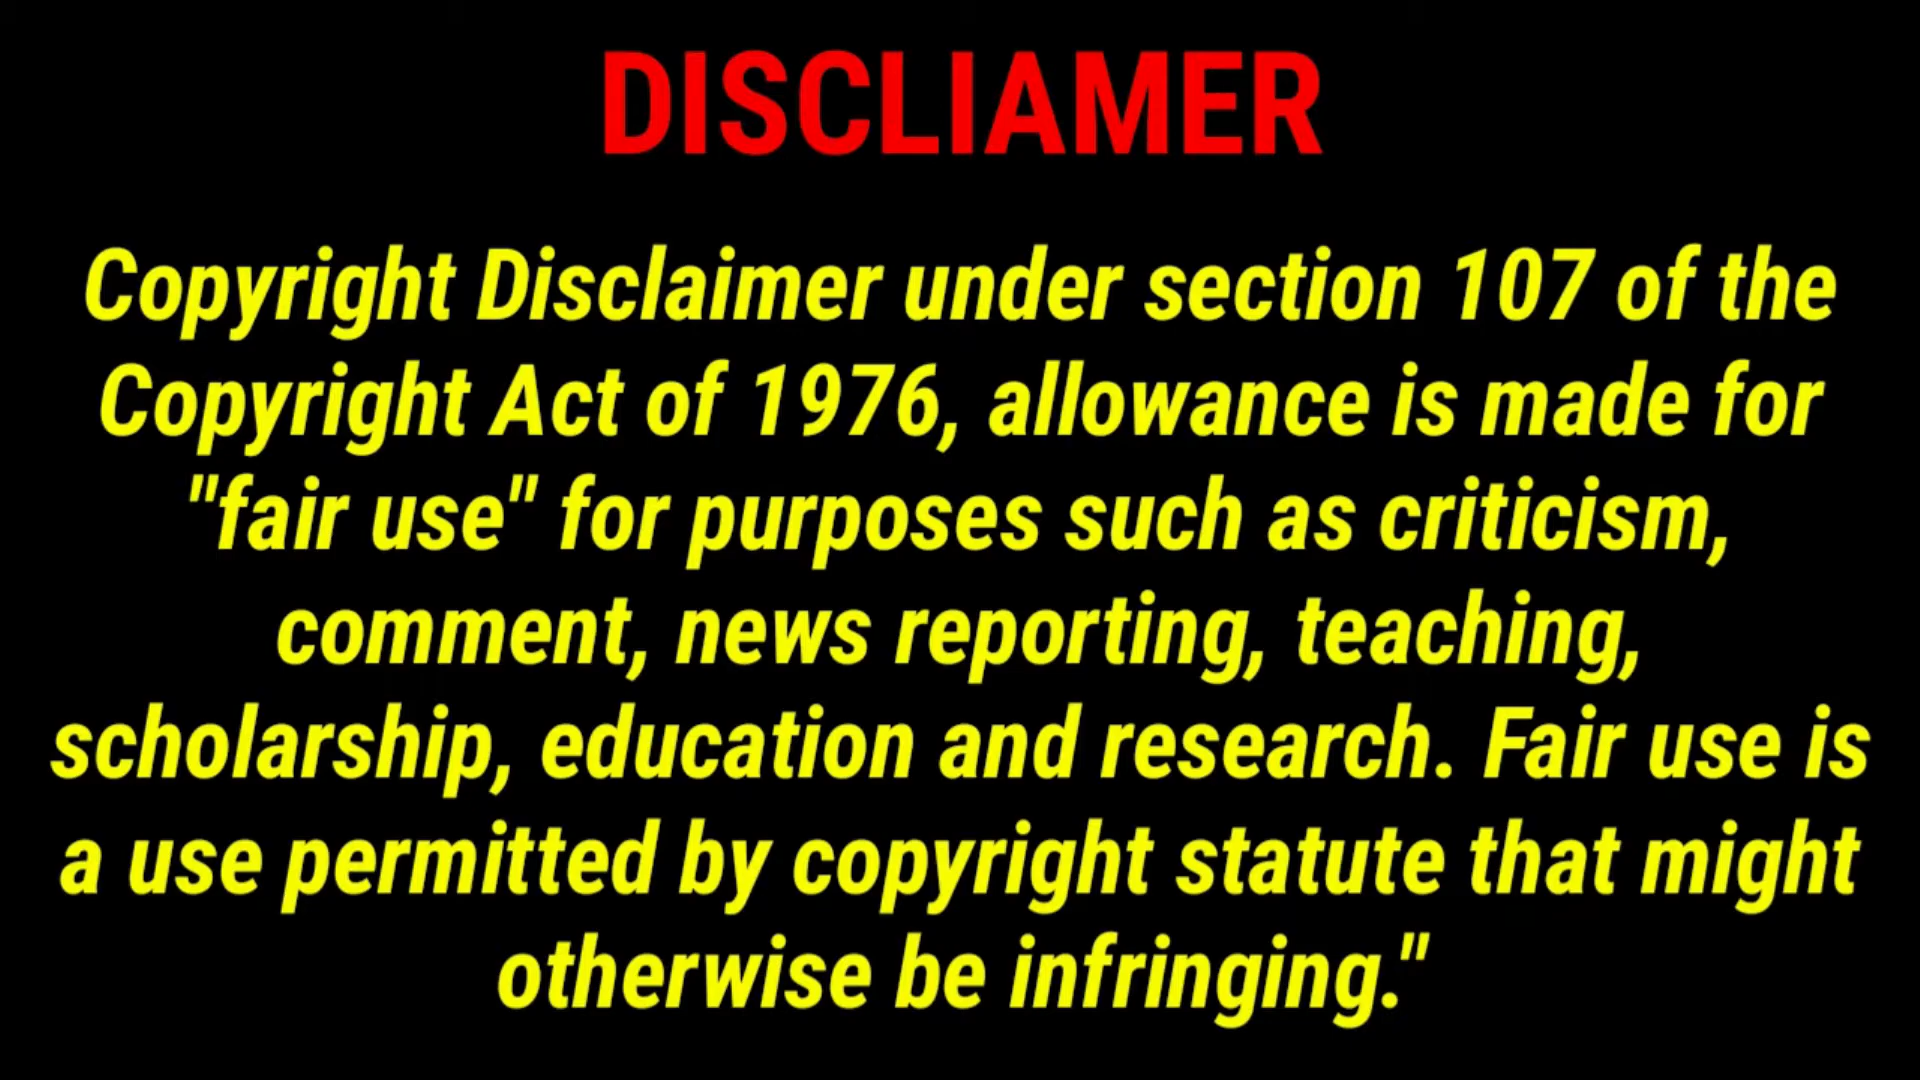 DISCLIAMER
Copyright Disclaimer under section 107 of the
Copyright Act of 1976, allowance is made for
"fair use" for purposes such as criticism,
comment, news reporting, teaching,
scholarship, education and research. Fair use is
a use permitted by copyright statute that might
otherwise be infringing."